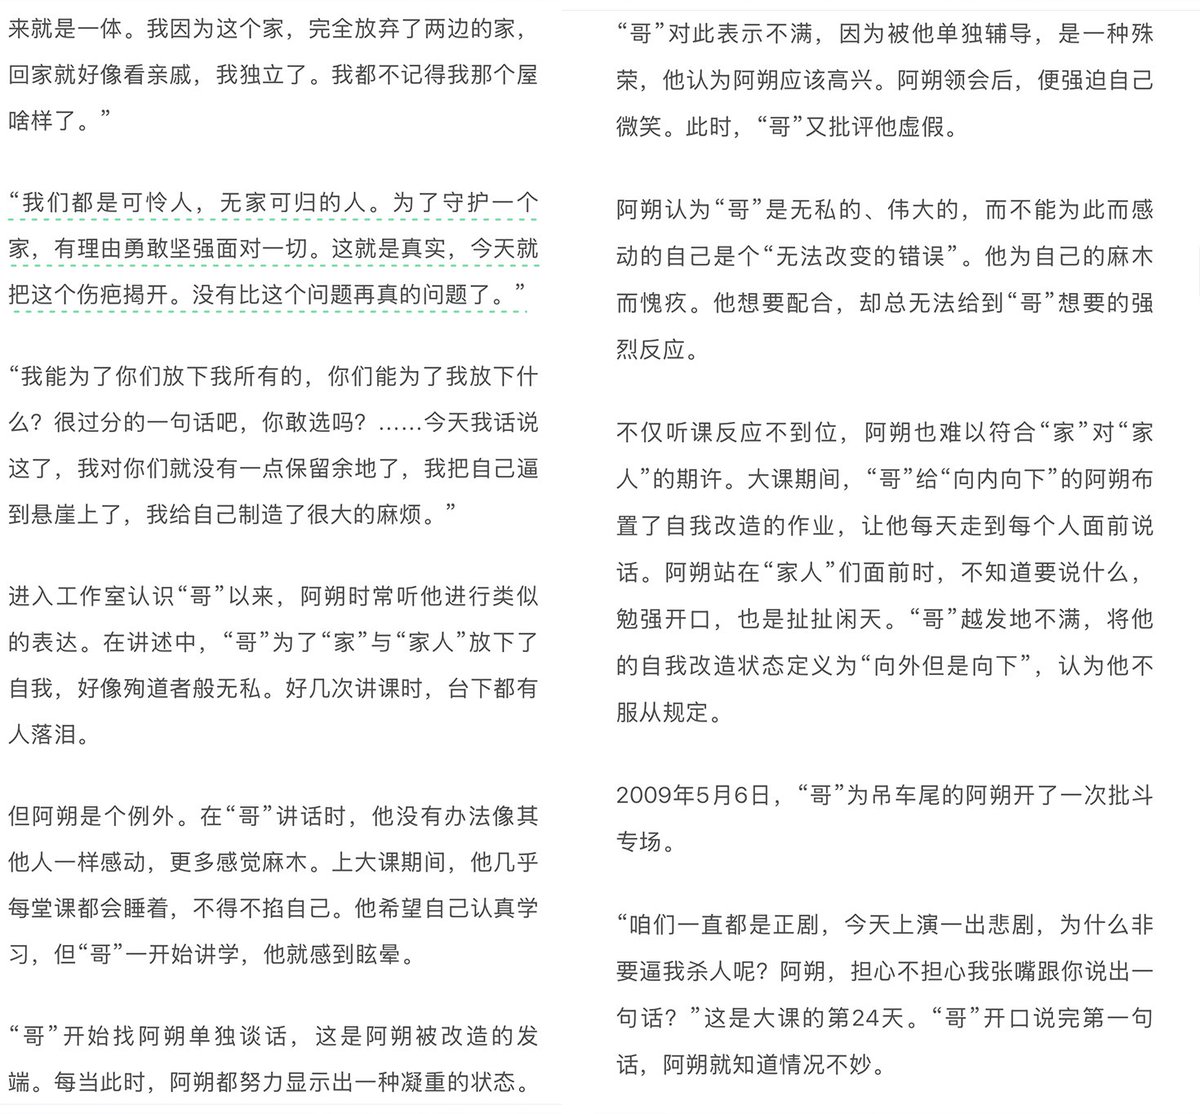 来就是一体。我因为这个家，完全放弃了两边的家，
回家就好像看亲戚，我独立了。我都不记得我那个屋
啥样了。”
“我们都是可怜人，无家可归的人。为了守护一个
家，有理由勇敢坚强面对一切。这就是真实，今天就
把这个伤疤揭开。没有比这个问题再真的问题了。”
“我能为了你们放下我所有的，你们能为了我放下什
么？很过分的一句话吧，你敢选吗？……今天我话说
这了，我对你们就没有一点保留余地了，我把自己逼
到悬崖上了，我给自己制造了很大的麻烦。”
进入工作室认识“哥”以来，阿朔时常听他进行类似
的表达。在讲述中，“哥”为了“家”与“家人”放下了
自我，好像殉道者般无私。好几次讲课时，台下都有
人落泪。
但阿朔是个例外。在“哥”讲话时，他没有办法像其
他人一样感动，更多感觉麻木。上大课期间，他几乎
每堂课都会睡着，不得不掐自己。他希望自己认真学
习，但“哥”一开始讲学，他就感到眩晕。
“哥”开始找阿朔单独谈话，这是阿朔被改造的发
端。每当此时，阿朔都努力显示出一种凝重的状态。
“哥”对此表示不满，因为被他单独辅导，是一种殊
荣，他认为阿朔应该高兴。阿朔领会后，便强迫自己
微笑。此时，“哥”又批评他虚假。
阿朔认为“哥”是无私的、伟大的，而不能为此而感
动的自己是个“无法改变的错误”。他为自己的麻木
而愧疚。他想要配合，却总无法给到“哥”想要的强
烈反应。
不仅听课反应不到位，阿朔也难以符合“家”对“家
人”的期许。大课期间，“哥”给“向内向下”的阿朔布
置了自我改造的作业，让他每天走到每个人面前说
话。阿朔站在“家人”们面前时，不知道要说什么，
勉强开口，也是扯扯闲天。“哥”越发地不满，将他
的自我改造状态定义为“向外但是向下”，认为他不
服从规定。
2009年5月6日，“哥”为吊车尾的阿朔开了一次批斗
专场。
“咱们一直都是正剧，今天上演一出悲剧，为什么非
要逼我杀人呢？阿朔，担心不担心我张嘴跟你说出一
句话？”这是大课的第24天。“哥”开口说完第一句
话，阿朔就知道情况不妙。